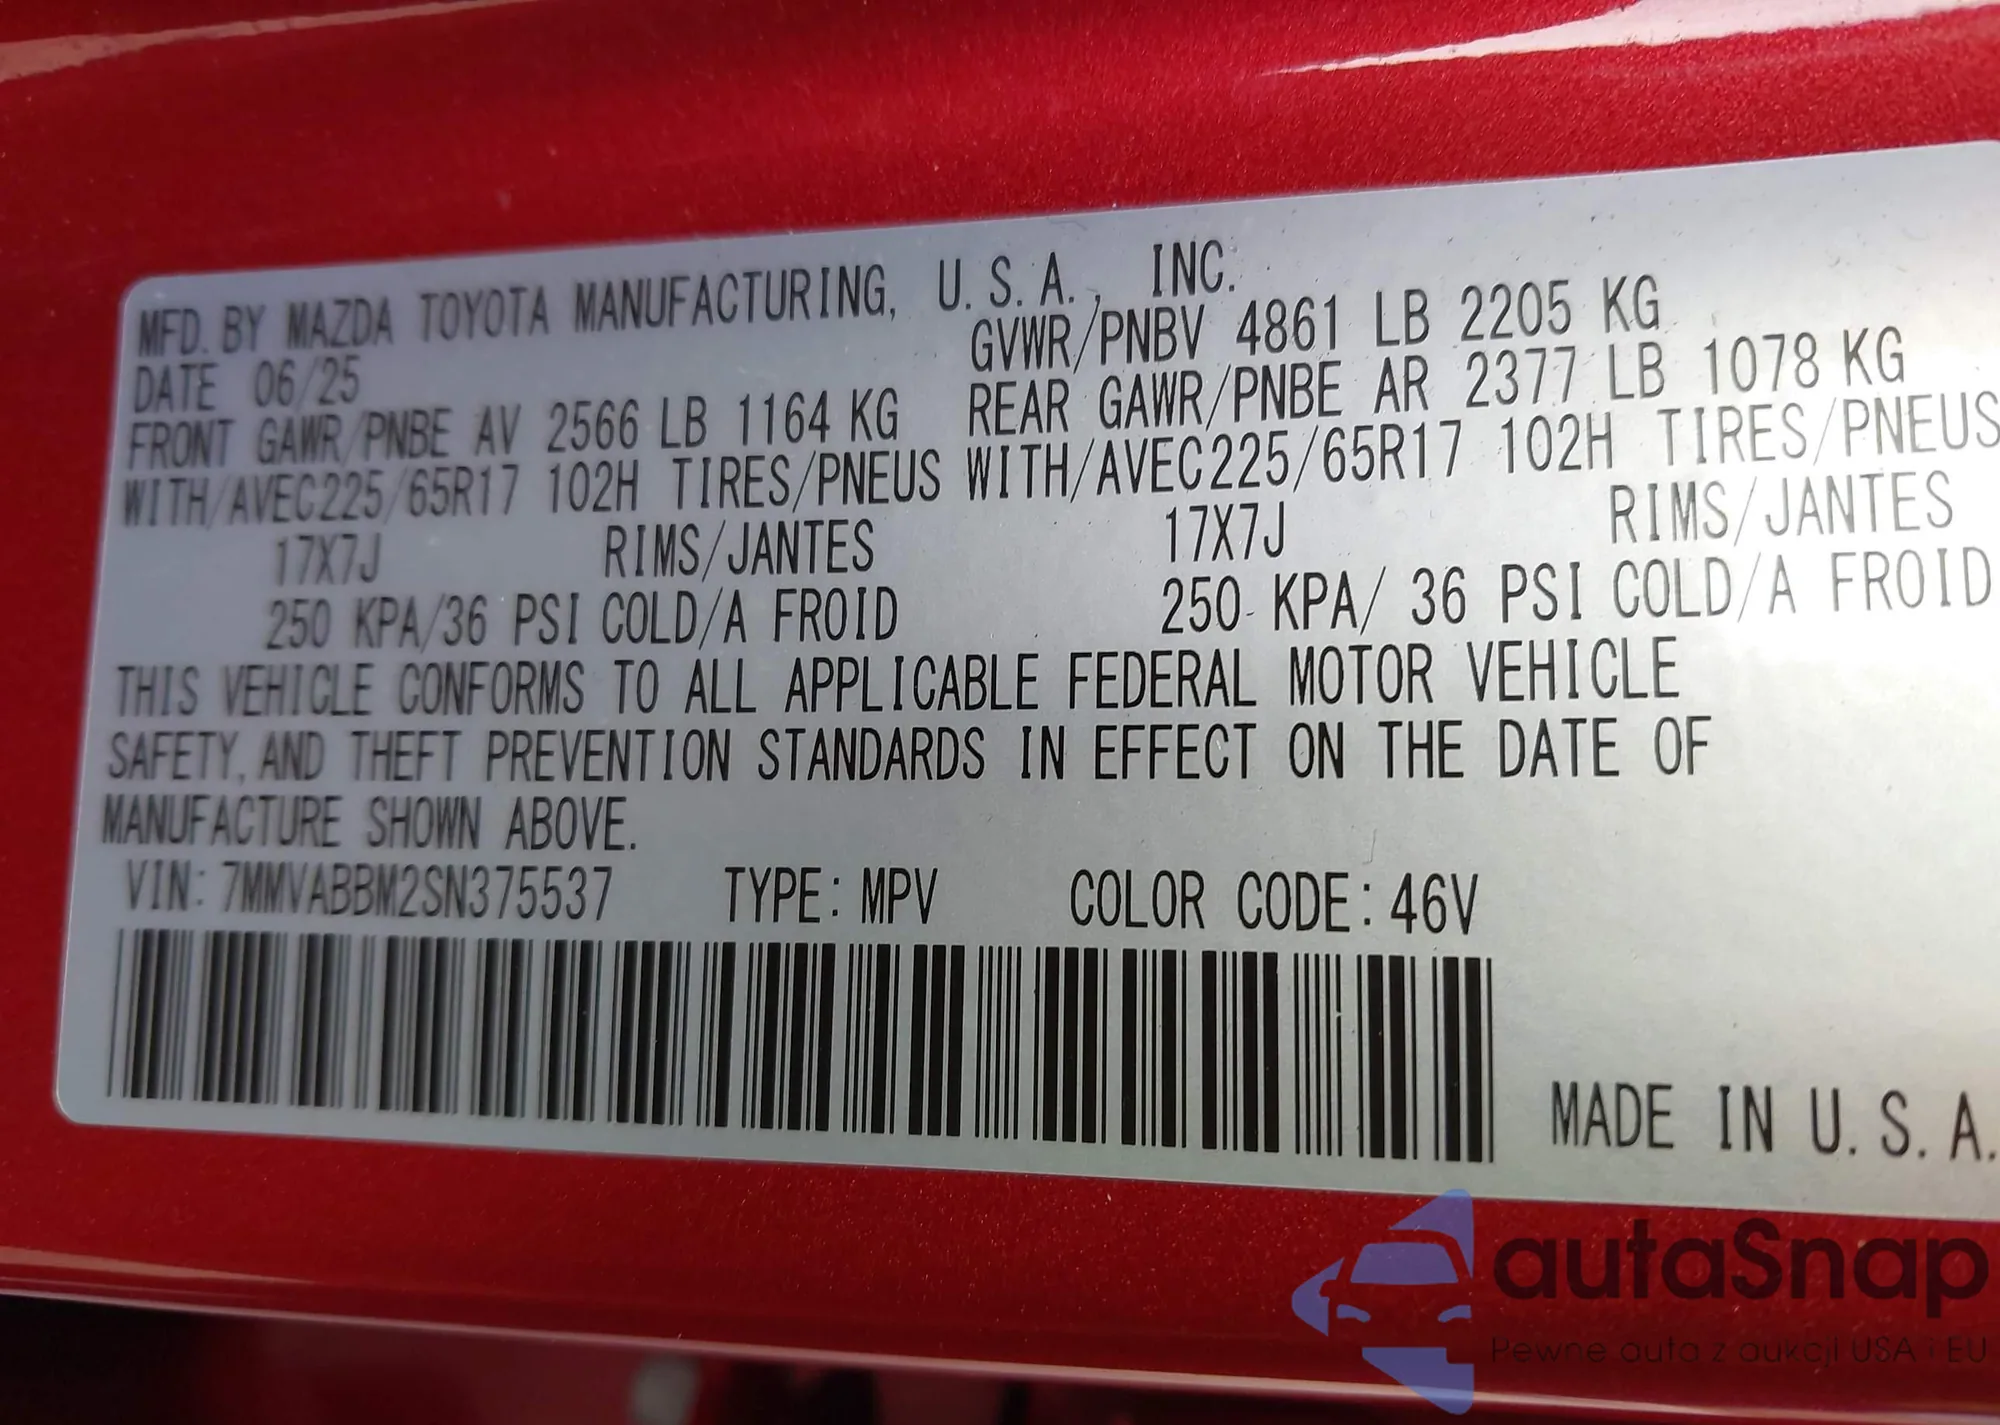 MFD. BY MAZDA TOYOTA MANUFACTURING, U.S.A., INC.
DATE 06/25 GVWR/PNBV 4861 LB 2205 KG
FRONT GAWR/PNBE AV 2566 LB 1164 KG REAR GAWR/PNBE AR 2377 LB 1078 KG
WITH/AVEC225/65R17 102H TIRES/PNEUS WITH/AVEC225/65R17 102H TIRES/PNEUS
17X7J RIMS/JANTES 17X7J RIMS/JANTES
250 KPA/36 PSI COLD/A FROID 250 KPA/ 36 PSI COLD/A FROID
THIS VEHICLE CONFORMS TO ALL APPLICABLE FEDERAL MOTOR VEHICLE
SAFETY, AND THEFT PREVENTION STANDARDS IN EFFECT ON THE DATE OF
MANUFACTURE SHOWN ABOVE.
VIN: 7MMVABBM2SN375537 TYPE: MPV COLOR CODE: 46V
MADE IN U.S.A.
autaSnap
Pewne auta z aukcji USA i EU